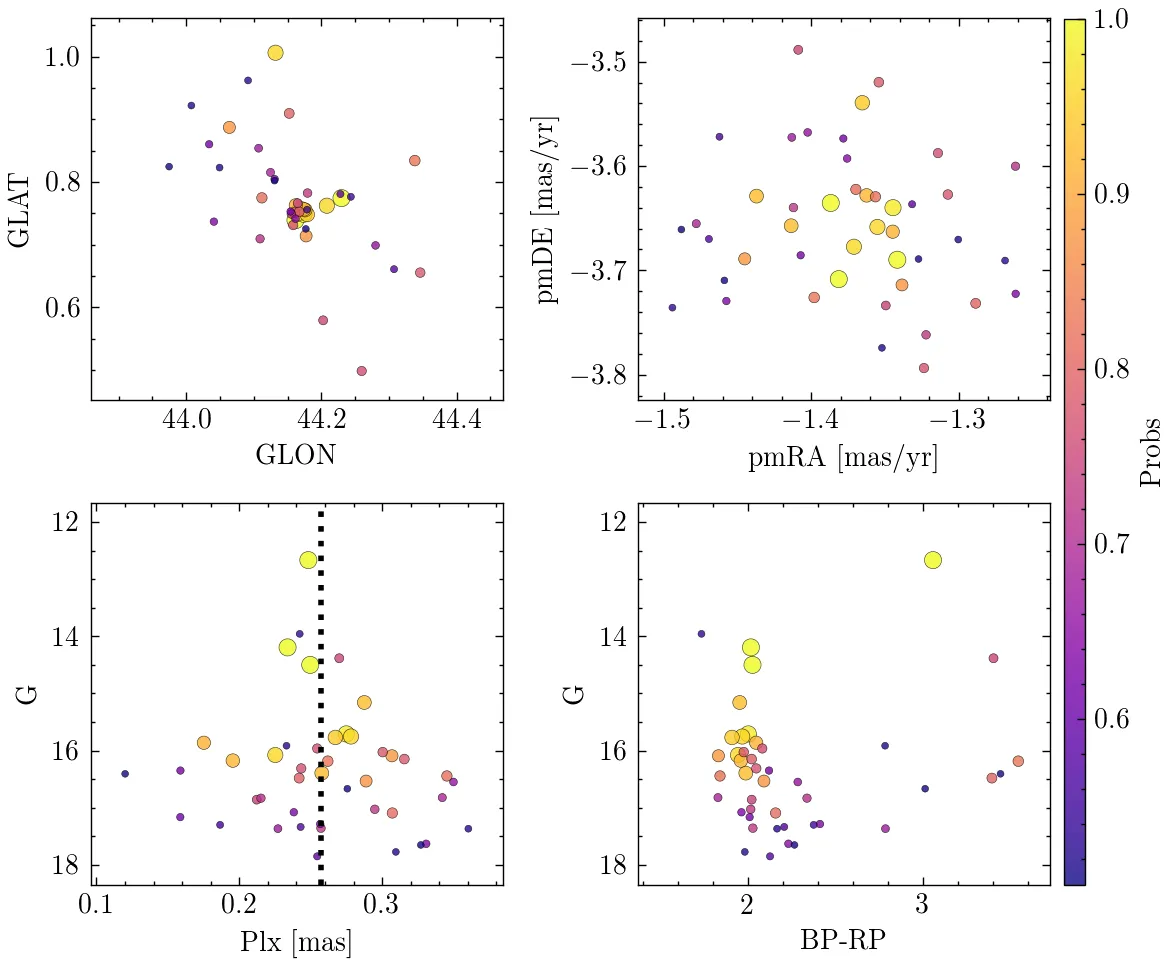 1.0
0.8
0.6
GLAT
44.0 44.2 44.4
GLON
−3.5
−3.6
−3.7
−3.8
pmDE [mas/yr]
−1.5 −1.4 −1.3
pmRA [mas/yr]
12
14
16
18
G
0.1 0.2 0.3
Plx [mas]
12
14
16
18
G
2 3
BP-RP
1.0
0.9
0.8
0.7
0.6
Probs